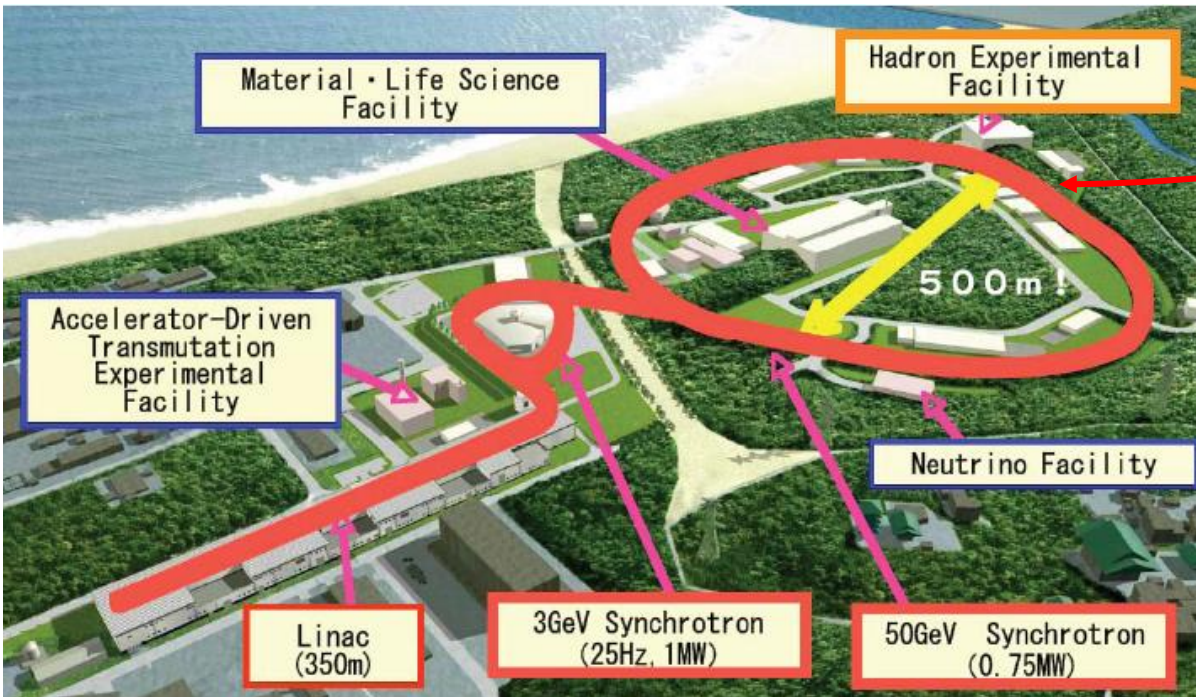 Material・Life Science
Facility
Hadron Experimental
Facility
500m!
Accelerator-Driven
Transmutation
Experimental
Facility
Neutrino Facility
Linac
(350m)
3GeV Synchrotron
(25Hz, 1MW)
50GeV Synchrotron
(0.75MW)